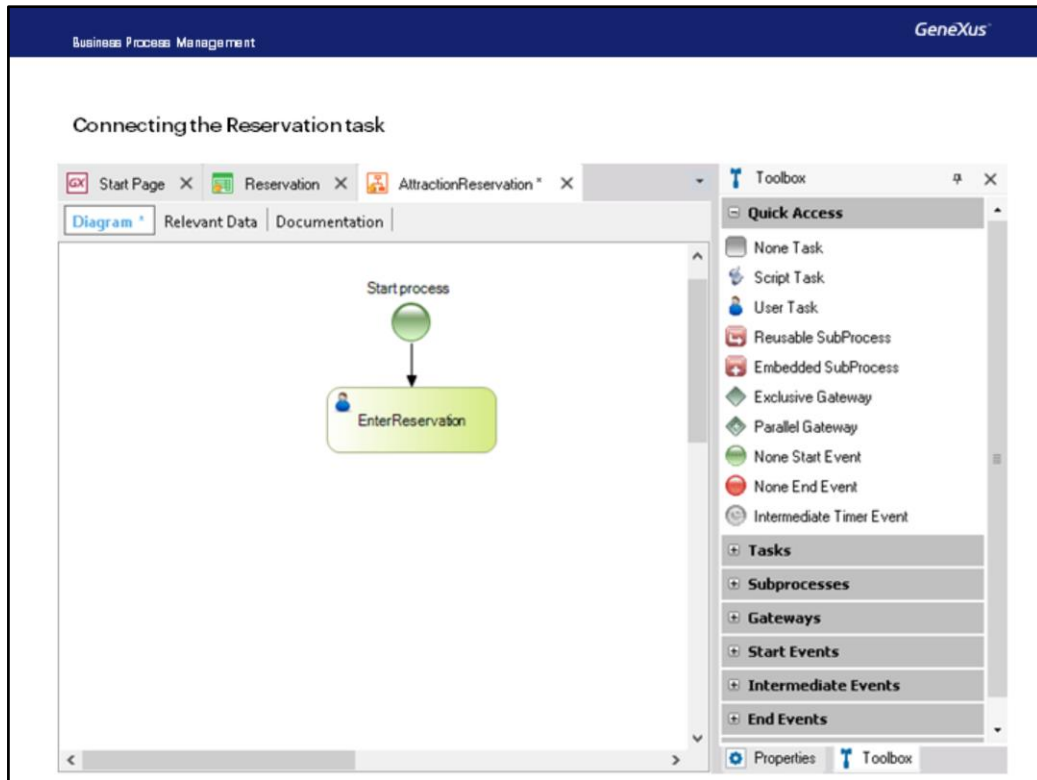 Business Process Management
GeneXus™
Connecting the Reservation task
GX Start Page Reservation AttractionReservation *
Diagram * Relevant Data Documentation
Start process
EnterReservation
Toolbox
Quick Access
None Task
Script Task
User Task
Reusable SubProcess
Embedded SubProcess
Exclusive Gateway
Parallel Gateway
None Start Event
None End Event
Intermediate Timer Event
Tasks
Subprocesses
Gateways
Start Events
Intermediate Events
End Events
Properties Toolbox